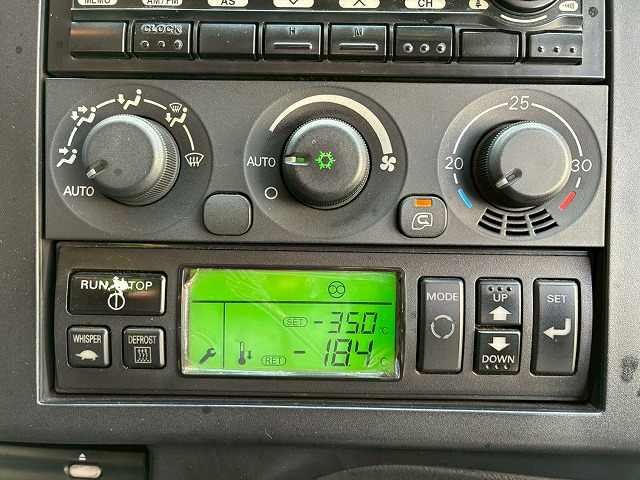 MEMO AM/FM AS CH
CLOCK H M
AUTO
AUTO
25
20 30
RUN/STOP
WHISPER DEFROST
SET -35.0 °C
RET -18.4 °C
MODE UP SET
DOWN